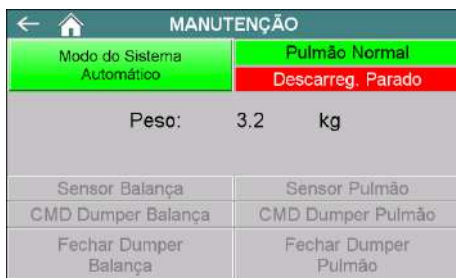 MANUTENÇÃO
Modo do Sistema
Automático
Pulmão Normal
Descarreg. Parado
Peso: 3.2 kg
Sensor Balança Sensor Pulmão
CMD Dumper Balança CMD Dumper Pulmão
Fechar Dumper
Balança
Fechar Dumper
Pulmão